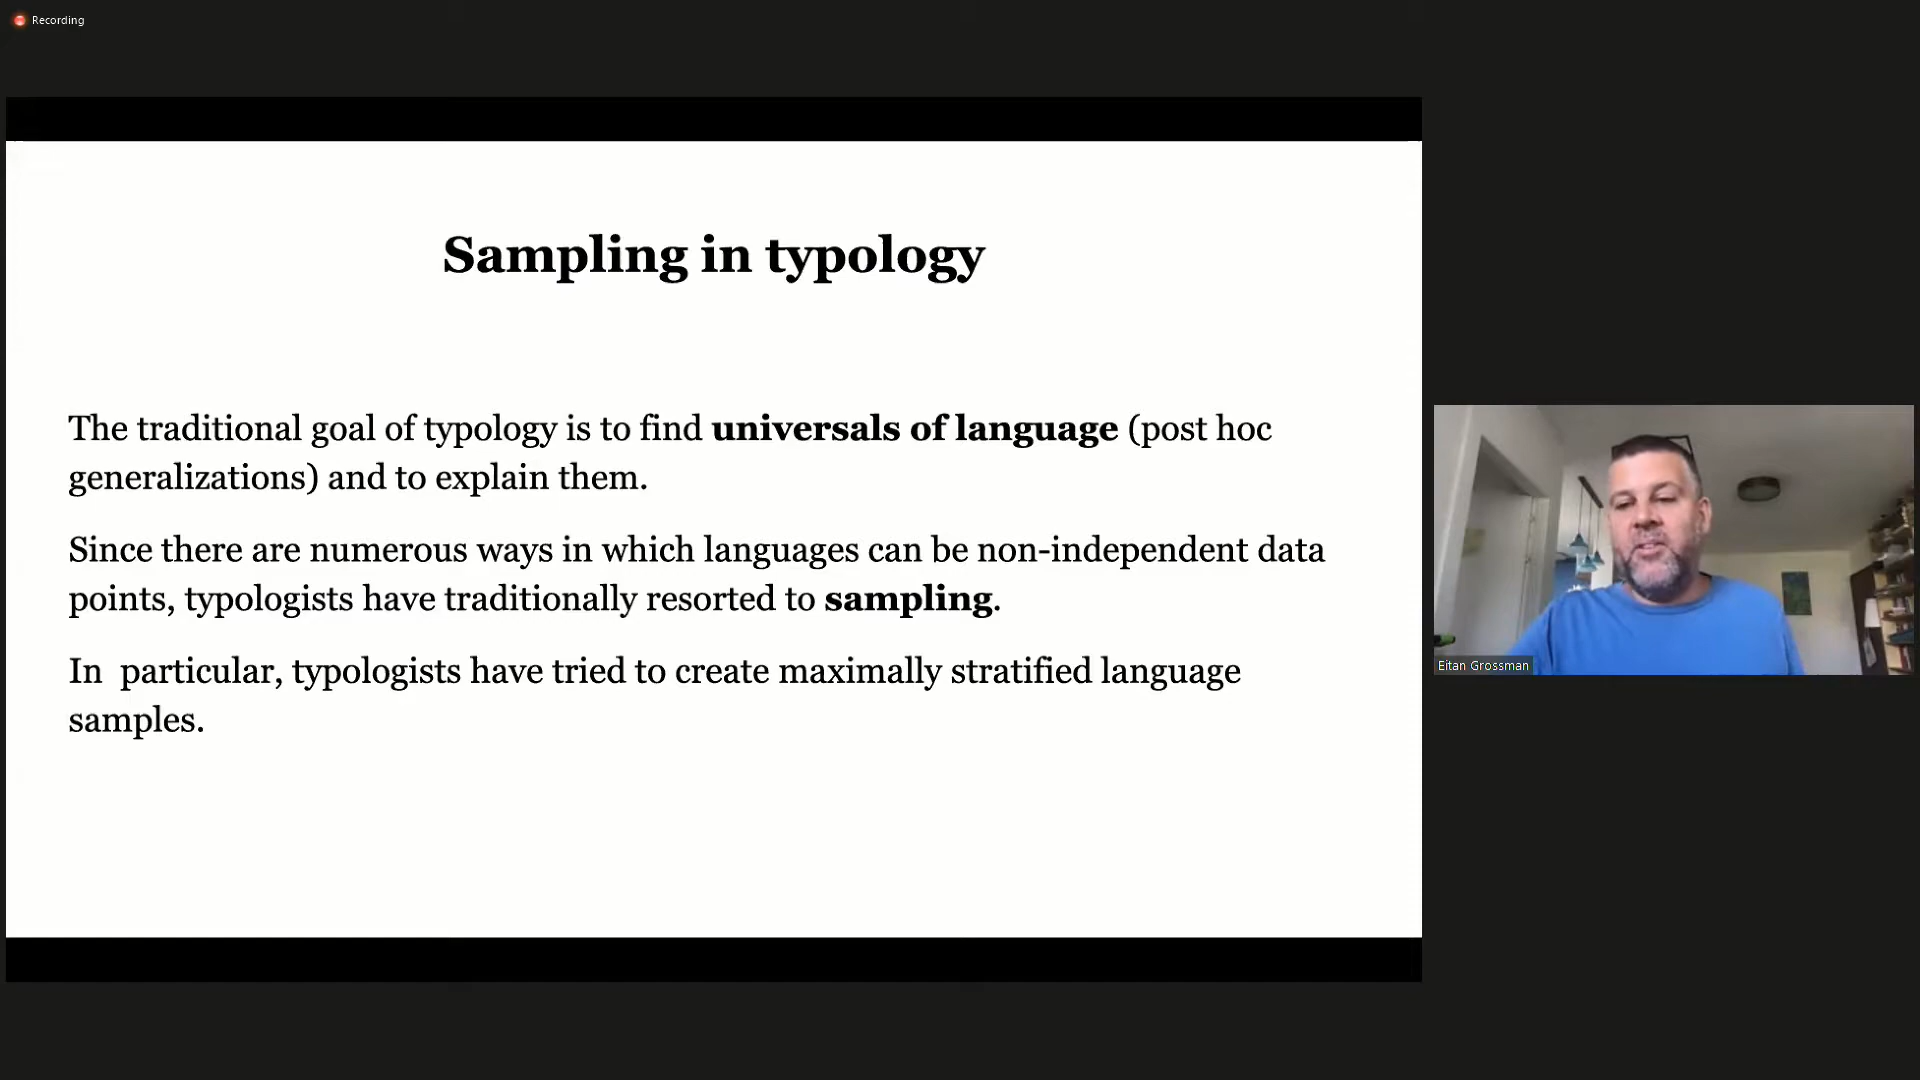 Recording
Sampling in typology
The traditional goal of typology is to find universals of language (post hoc
generalizations) and to explain them.
Since there are numerous ways in which languages can be non-independent data
points, typologists have traditionally resorted to sampling.
In  particular, typologists have tried to create maximally stratified language
samples.
Eitan Grossman